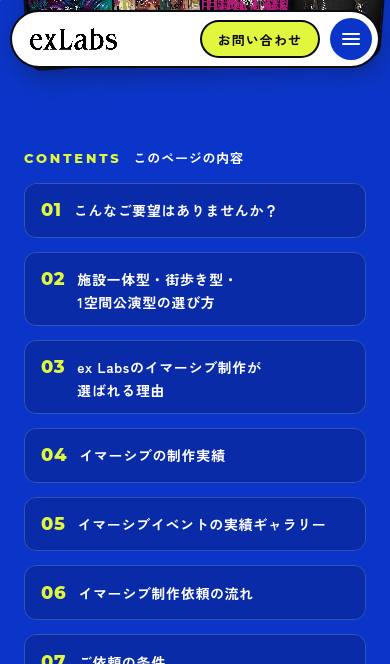 exLabs
お問い合わせ
CONTENTS このページの内容
01 こんなご要望はありませんか？
02 施設一体型・街歩き型・
1空間公演型の選び方
03 ex Labsのイマーシブ制作が
選ばれる理由
04 イマーシブの制作実績
05 イマーシブイベントの実績ギャラリー
06 イマーシブ制作依頼の流れ
07 ご依頼の条件